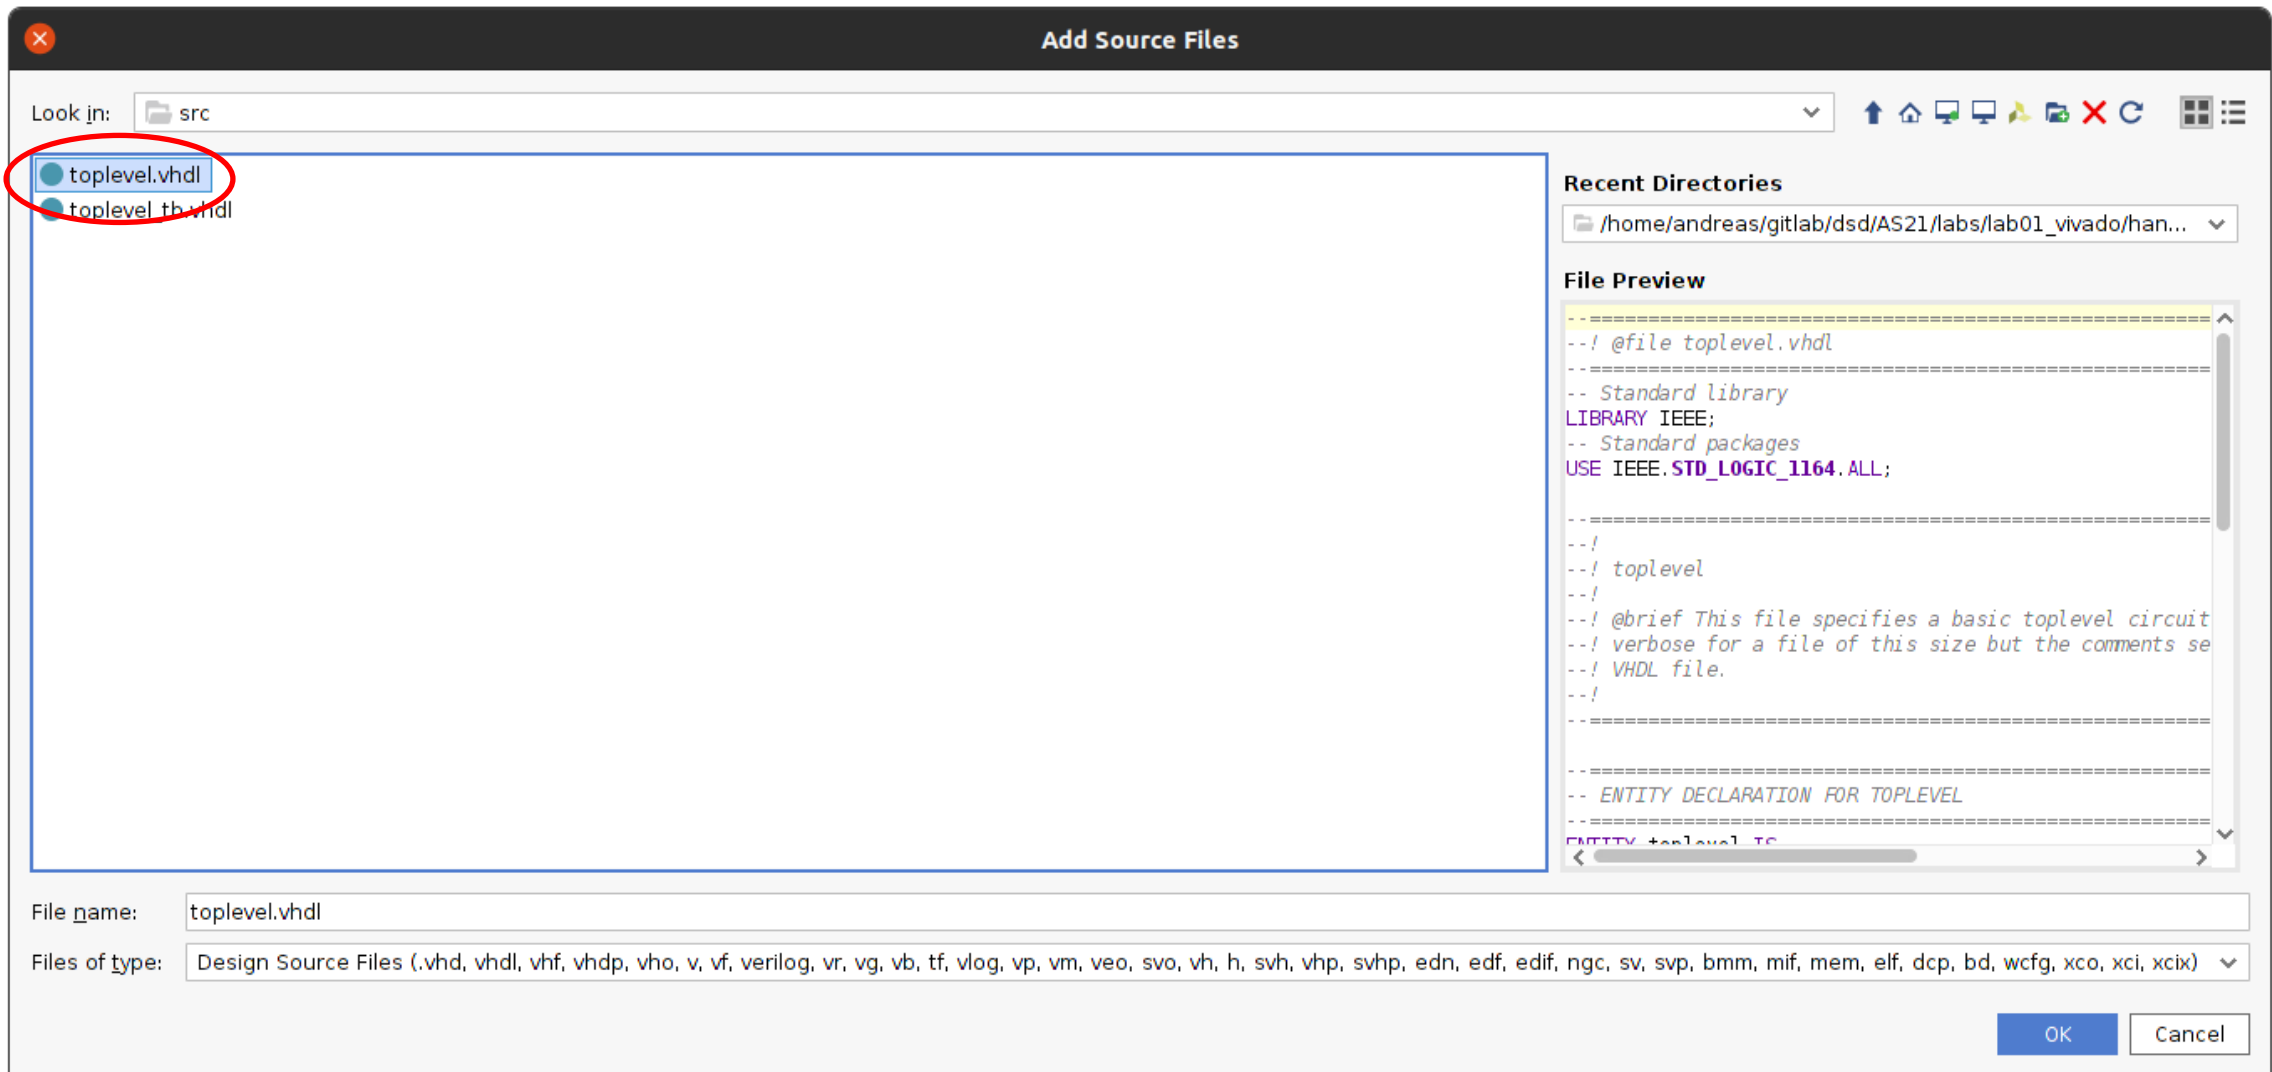 Add Source Files
Look in: src
toplevel.vhdl
toplevel_tb.vhdl
Recent Directories
/home/andreas/gitlab/dsd/AS21/labs/lab01_vivado/han...
File Preview
--=====================================================
--! @file toplevel.vhdl
--=====================================================
-- Standard library
LIBRARY IEEE;
-- Standard packages
USE IEEE.STD_LOGIC_1164.ALL;
--=====================================================
--!
--! toplevel
--!
--! @brief This file specifies a basic toplevel circuit
--! verbose for a file of this size but the comments se
--! VHDL file.
--!
--=====================================================
--=====================================================
-- ENTITY DECLARATION FOR TOPLEVEL
--=====================================================
ENTITY toplevel IS
File name: toplevel.vhdl
Files of type: Design Source Files (.vhd, vhdl, vhf, vhdp, vho, v, vf, verilog, vr, vg, vb, tf, vlog, vp, vm, veo, svo, vh, h, svh, vhp, svhp, edn, edf, edif, ngc, sv, svp, bmm, mif, mem, elf, dcp, bd, wcfg, xco, xci, xcix)
OK Cancel